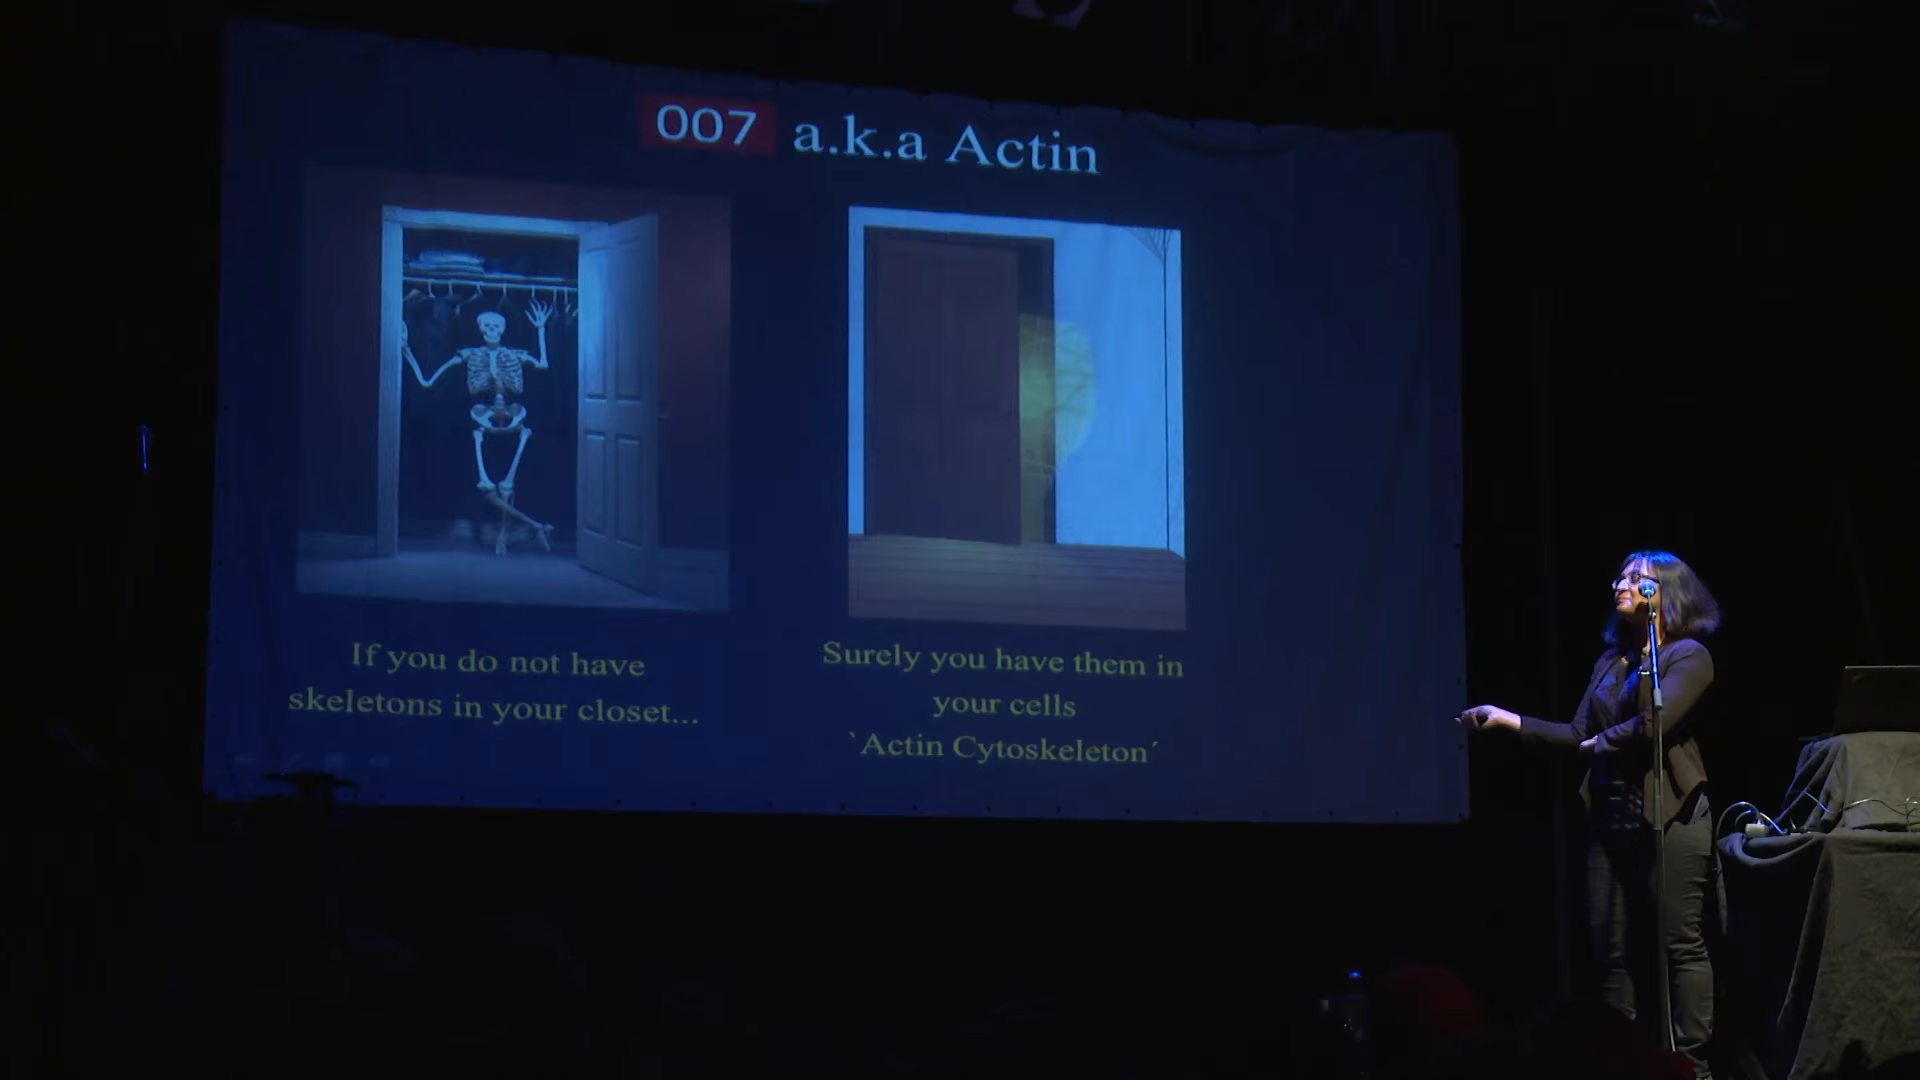 007 a.k.a Actin
If you do not have
skeletons in your closet...
Surely you have them in
your cells
`Actin Cytoskeleton´